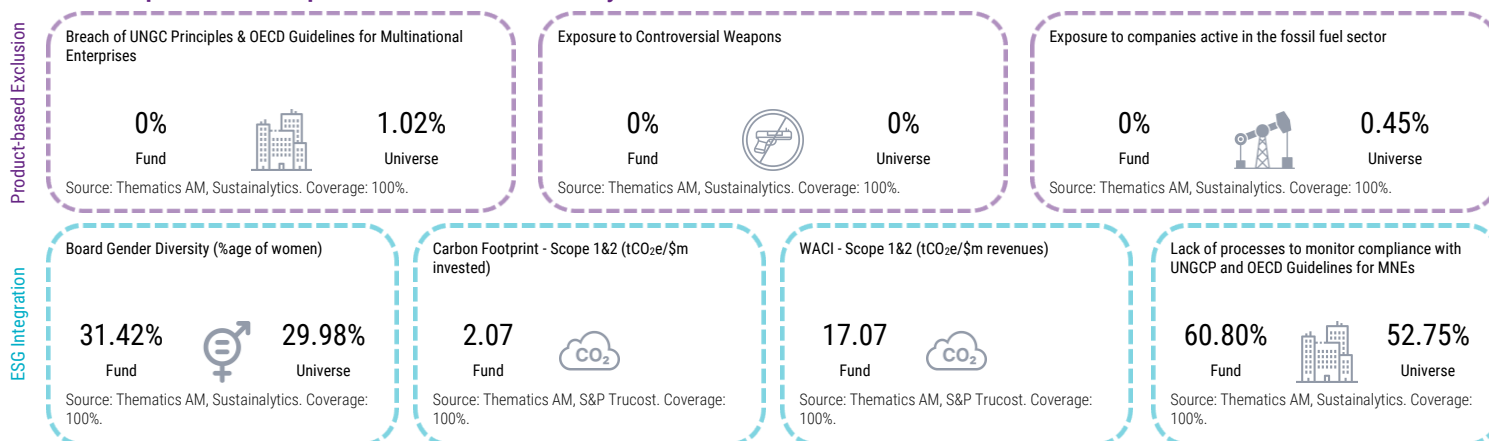 Product-based Exclusion
Breach of UNGC Principles & OECD Guidelines for Multinational
Enterprises
0%
Fund
1.02%
Universe
Source: Thematics AM, Sustainalytics. Coverage: 100%.
Exposure to Controversial Weapons
0%
Fund
0%
Universe
Source: Thematics AM, Sustainalytics. Coverage: 100%.
Exposure to companies active in the fossil fuel sector
0%
Fund
0.45%
Universe
Source: Thematics AM, Sustainalytics. Coverage: 100%.
ESG Integration
Board Gender Diversity (%age of women)
31.42%
Fund
29.98%
Universe
Source: Thematics AM, Sustainalytics. Coverage:
100%.
Carbon Footprint - Scope 1&2 (tCO₂e/$m
invested)
2.07
Fund
CO₂
Source: Thematics AM, S&P Trucost. Coverage:
100%.
WACI - Scope 1&2 (tCO₂e/$m revenues)
17.07
Fund
CO₂
Source: Thematics AM, S&P Trucost. Coverage:
100%.
Lack of processes to monitor compliance with
UNGCP and OECD Guidelines for MNEs
60.80%
Fund
52.75%
Universe
Source: Thematics AM, Sustainalytics. Coverage:
100%.